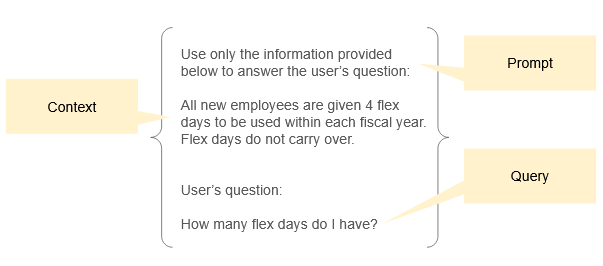 Use only the information provided
below to answer the user's question:
Prompt
Context
All new employees are given 4 flex
days to be used within each fiscal year.
Flex days do not carry over.
Query
User's question:
How many flex days do I have?